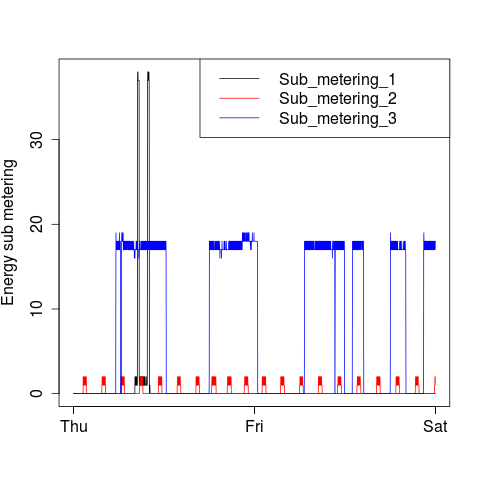 Sub_metering_1
Sub_metering_2
Sub_metering_3
Energy sub metering
30
20
10
0
Thu Fri Sat